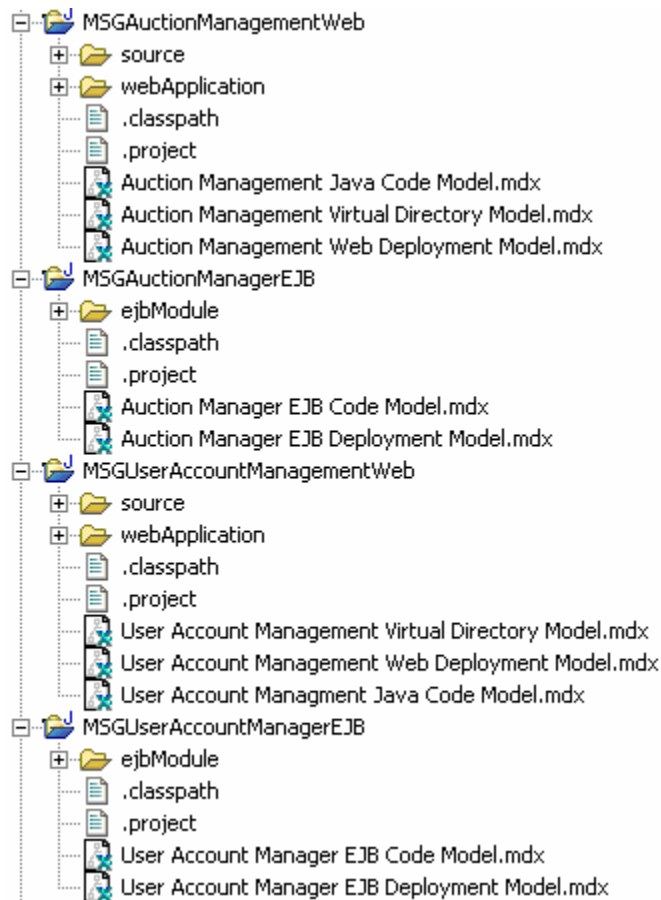 MSGAuctionManagementWeb
source
webApplication
.classpath
.project
Auction Management Java Code Model.mdx
Auction Management Virtual Directory Model.mdx
Auction Management Web Deployment Model.mdx
MSGAuctionManagerEJB
ejbModule
.classpath
.project
Auction Manager EJB Code Model.mdx
Auction Manager EJB Deployment Model.mdx
MSGUserAccountManagementWeb
source
webApplication
.classpath
.project
User Account Management Virtual Directory Model.mdx
User Account Management Web Deployment Model.mdx
User Account Managment Java Code Model.mdx
MSGUserAccountManagerEJB
ejbModule
.classpath
.project
User Account Manager EJB Code Model.mdx
User Account Manager EJB Deployment Model.mdx